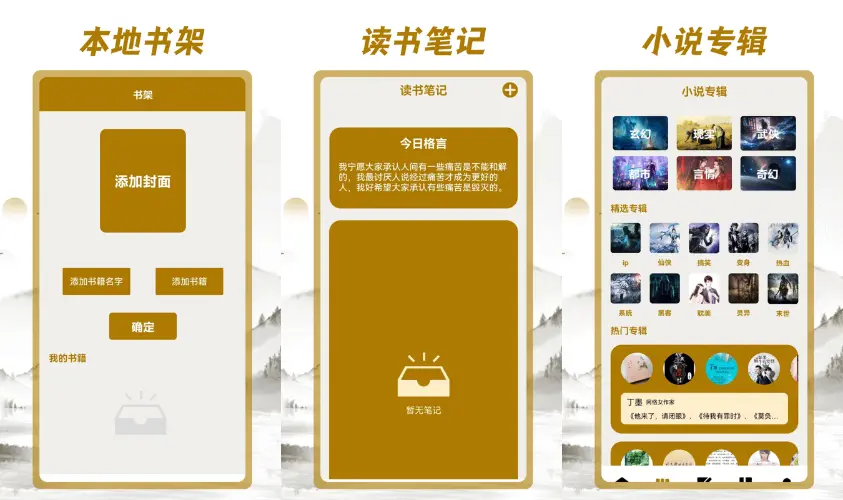 本地书架
书架
添加封面
添加书籍名字
添加书籍
确定
我的书籍
读书笔记
读书笔记
今日格言
我宁愿大家承认人间有一些痛苦是不能和解
的，我最讨厌人说经过痛苦才成为更好的
人，我好希望大家承认有些痛苦是毁灭的。
暂无笔记
小说专辑
小说专辑
玄幻
现实
武侠
都市
言情
奇幻
精选专辑
ip
仙侠
搞笑
变身
热血
系统
黑客
耽美
灵异
末世
热门专辑
丁墨 网络女作家
《他来了，请闭眼》、《待我有罪时》、《莫负...